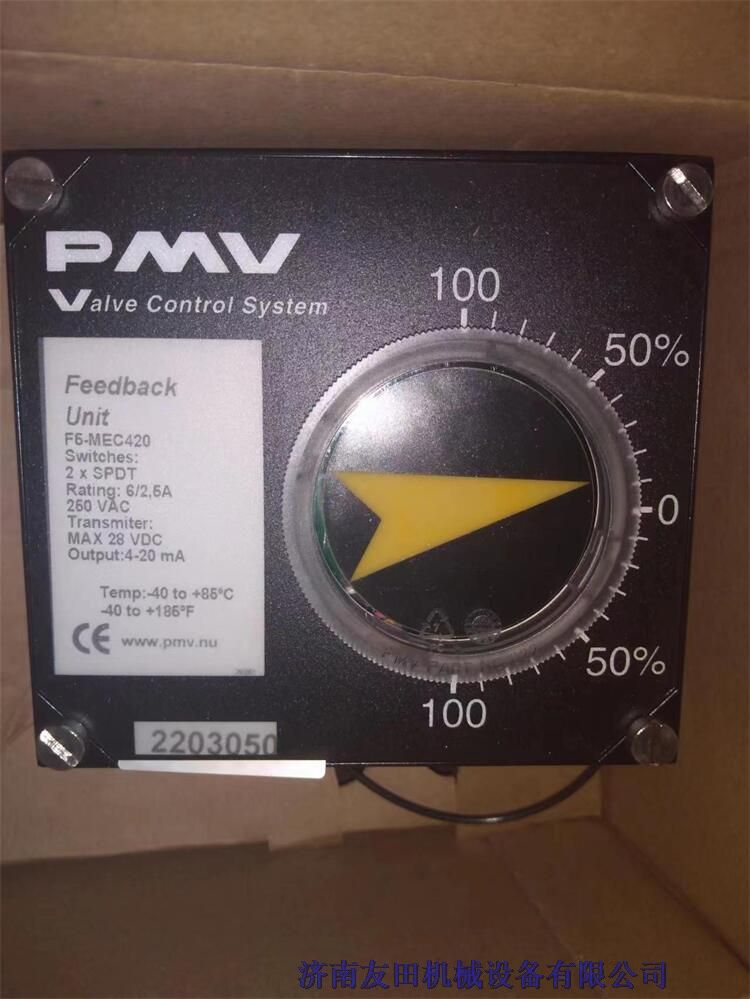 PMV
Valve Control System
100
50%
0
50%
100
Feedback
Unit
F5-MEC420
Switches:
2 x SPDT
Rating: 6/2,5A
250 VAC
Transmiter:
MAX 28 VDC
Output:4-20 mA
Temp:-40 to +85°C
-40 to +185°F
CE www.pmv.nu
2203050
济南友田机械设备有限公司